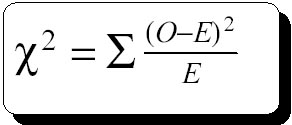 χ² = Σ (O–E)² / E